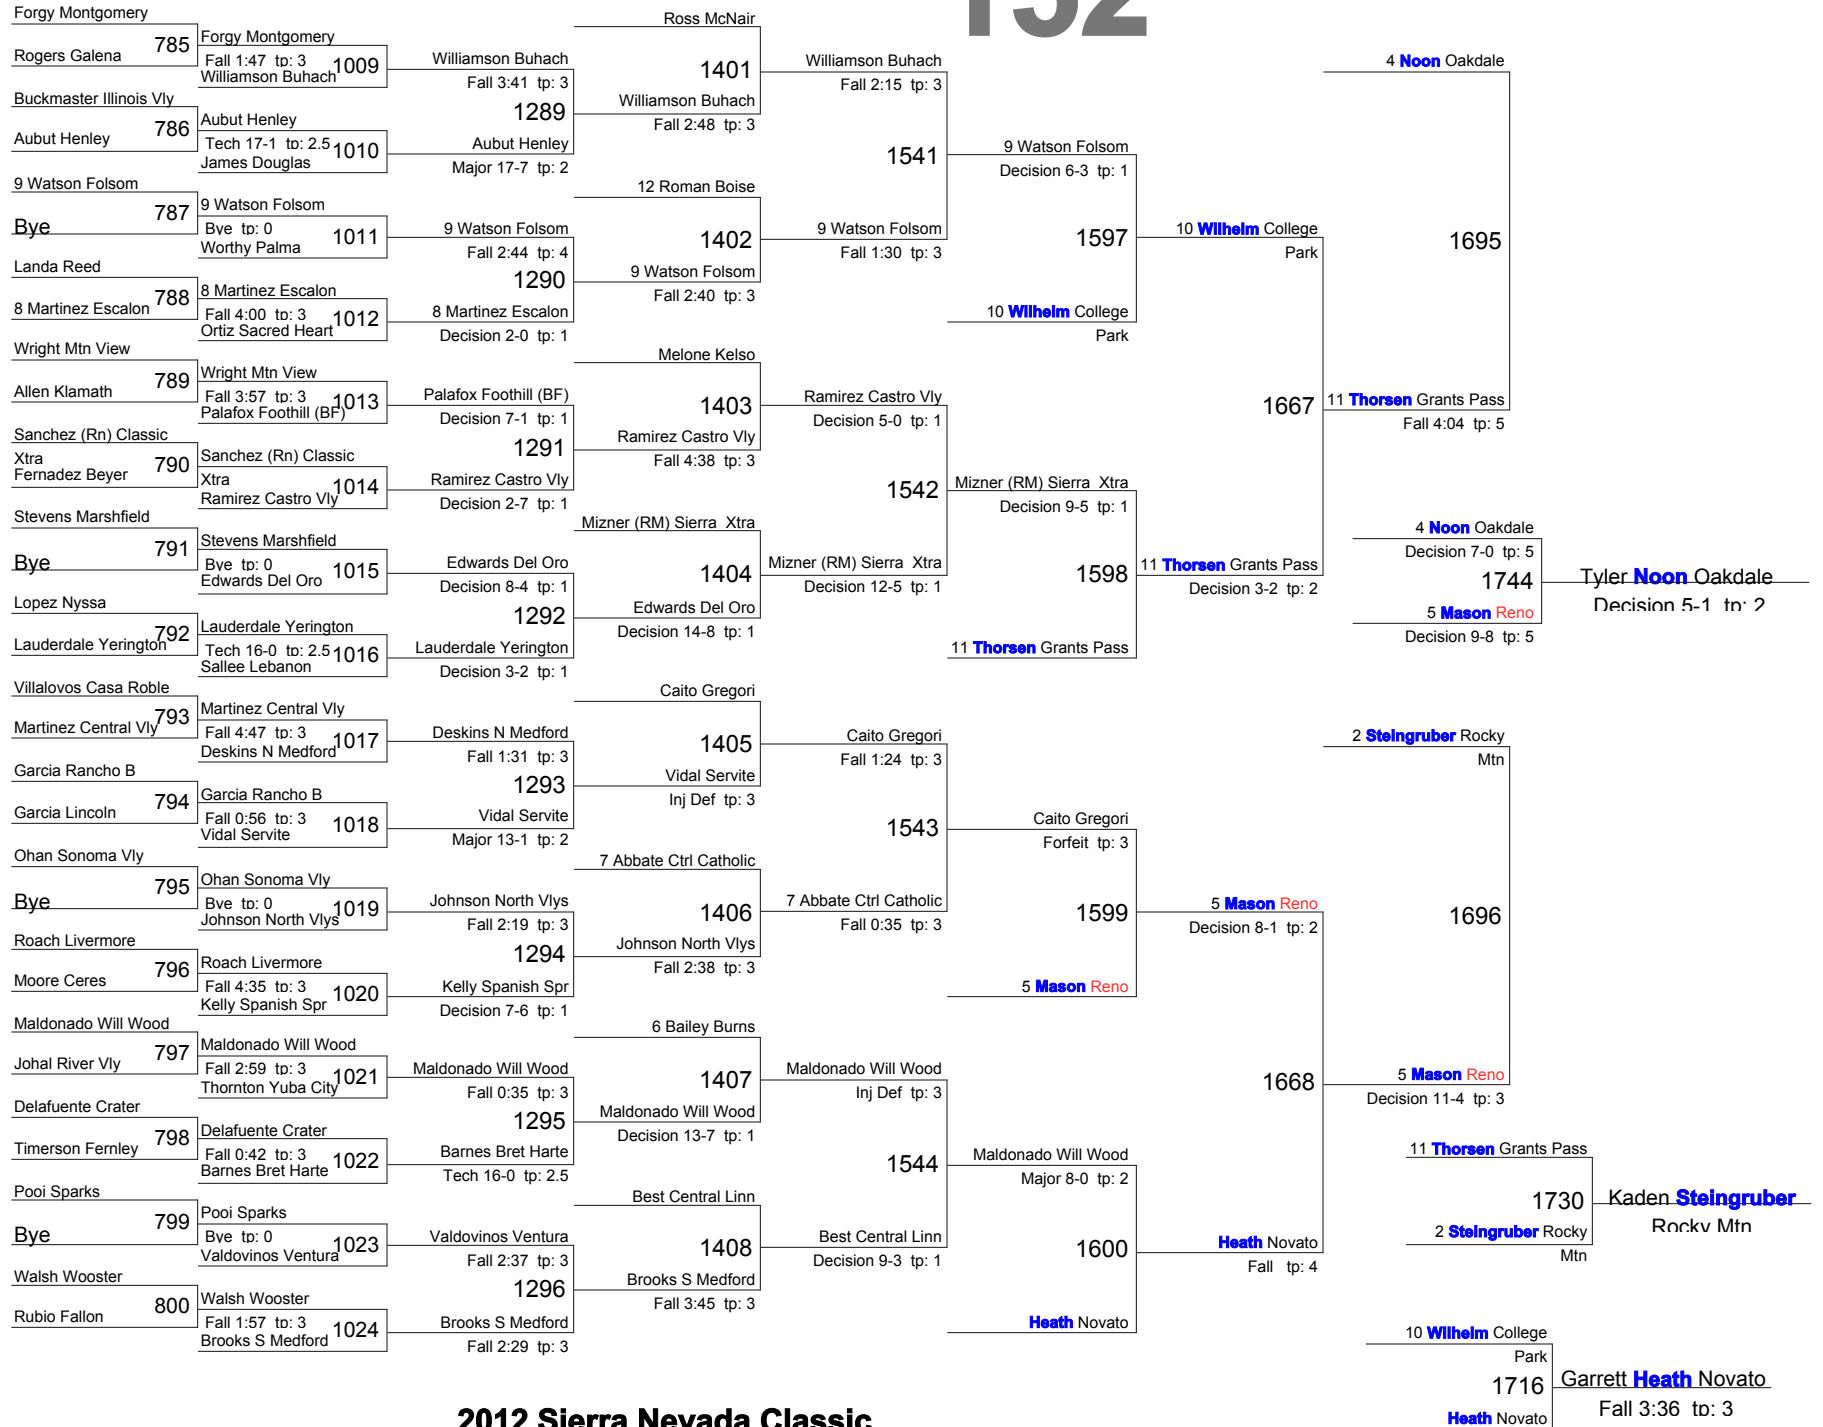 152
Forgy Montgomery
785
Rogers Galena
Buckmaster Illinois Vly
786
Aubut Henley
9 Watson Folsom
787
Bye
Landa Reed
788
8 Martinez Escalon
Wright Mtn View
789
Allen Klamath
Sanchez (Rn) Classic
Xtra
790
Fernadez Beyer
Stevens Marshfield
791
Bye
Lopez Nyssa
792
Lauderdale Yerington
Villalovos Casa Roble
793
Martinez Central Vly
Garcia Rancho B
794
Garcia Lincoln
Ohan Sonoma Vly
795
Bye
Roach Livermore
796
Moore Ceres
Maldonado Will Wood
797
Johal River Vly
Delafuente Crater
798
Timerson Fernley
Pooi Sparks
799
Bye
Walsh Wooster
800
Rubio Fallon
Forgy Montgomery
Fall 1:47 tp: 3
1009
Williamson Buhach
Aubut Henley
Tech 17-1 tp: 2.5
1010
James Douglas
9 Watson Folsom
Bye tp: 0
1011
Worthy Palma
8 Martinez Escalon
Fall 4:00 tp: 3
1012
Ortiz Sacred Heart
Wright Mtn View
Fall 3:57 tp: 3
1013
Palafox Foothill (BF)
Sanchez (Rn) Classic
Xtra
1014
Ramirez Castro Vly
Stevens Marshfield
Bye tp: 0
1015
Edwards Del Oro
Lauderdale Yerington
Tech 16-0 tp: 2.5
1016
Sallee Lebanon
Martinez Central Vly
Fall 4:47 tp: 3
1017
Deskins N Medford
Garcia Rancho B
Fall 0:56 tp: 3
1018
Vidal Servite
Ohan Sonoma Vly
Bye tp: 0
1019
Johnson North Vlys
Roach Livermore
Fall 4:35 tp: 3
1020
Kelly Spanish Spr
Maldonado Will Wood
Fall 2:59 tp: 3
1021
Thornton Yuba City
Delafuente Crater
Fall 0:42 tp: 3
1022
Barnes Bret Harte
Pooi Sparks
Bye tp: 0
1023
Valdovinos Ventura
Walsh Wooster
Fall 1:57 tp: 3
1024
Brooks S Medford
Williamson Buhach
Fall 3:41 tp: 3
1289
Aubut Henley
Major 17-7 tp: 2
9 Watson Folsom
Fall 2:44 tp: 4
1290
8 Martinez Escalon
Decision 2-0 tp: 1
Palafox Foothill (BF)
Decision 7-1 tp: 1
1291
Ramirez Castro Vly
Decision 2-7 tp: 1
Edwards Del Oro
Decision 8-4 tp: 1
1292
Lauderdale Yerington
Decision 3-2 tp: 1
Deskins N Medford
Fall 1:31 tp: 3
1293
Vidal Servite
Major 13-1 tp: 2
Johnson North Vlys
Fall 2:19 tp: 3
1294
Kelly Spanish Spr
Decision 7-6 tp: 1
Maldonado Will Wood
Fall 0:35 tp: 3
1295
Barnes Bret Harte
Tech 16-0 tp: 2.5
Valdovinos Ventura
Fall 2:37 tp: 3
1296
Brooks S Medford
Fall 2:29 tp: 3
Ross McNair
1401
Williamson Buhach
Fall 2:48 tp: 3
12 Roman Boise
1402
9 Watson Folsom
Fall 2:40 tp: 3
Melone Kelso
1403
Ramirez Castro Vly
Fall 4:38 tp: 3
Mizner (RM) Sierra Xtra
1404
Edwards Del Oro
Decision 14-8 tp: 1
Caito Gregori
1405
Vidal Servite
Inj Def tp: 3
7 Abbate Ctrl Catholic
1406
Johnson North Vlys
Fall 2:38 tp: 3
6 Bailey Burns
1407
Maldonado Will Wood
Decision 13-7 tp: 1
Best Central Linn
1408
Brooks S Medford
Fall 3:45 tp: 3
Williamson Buhach
Fall 2:15 tp: 3
1541
9 Watson Folsom
Fall 1:30 tp: 3
Ramirez Castro Vly
Decision 5-0 tp: 1
1542
Mizner (RM) Sierra Xtra
Decision 12-5 tp: 1
Caito Gregori
Fall 1:24 tp: 3
1543
7 Abbate Ctrl Catholic
Fall 0:35 tp: 3
Maldonado Will Wood
Inj Def tp: 3
1544
Best Central Linn
Decision 9-3 tp: 1
9 Watson Folsom
Decision 6-3 tp: 1
1597
10 Wilhelm College
Park
Mizner (RM) Sierra Xtra
Decision 9-5 tp: 1
1598
11 Thorsen Grants Pass
Caito Gregori
Forfeit tp: 3
1599
5 Mason Reno
Maldonado Will Wood
Major 8-0 tp: 2
1600
Heath Novato
10 Wilhelm College
Park
1667
11 Thorsen Grants Pass
Decision 3-2 tp: 2
5 Mason Reno
Decision 8-1 tp: 2
1668
Heath Novato
Fall tp: 4
4 Noon Oakdale
1695
11 Thorsen Grants Pass
Fall 4:04 tp: 5
2 Steingruber Rocky
Mtn
1696
5 Mason Reno
Decision 11-4 tp: 3
4 Noon Oakdale
Decision 7-0 tp: 5
1744
5 Mason Reno
Decision 9-8 tp: 5
Tyler Noon Oakdale
Decision 5-1 tp: 2
11 Thorsen Grants Pass
1730
2 Steingruber Rocky
Mtn
Kaden Steingruber
Rocky Mtn
10 Wilhelm College
Park
1716
Heath Novato
Garrett Heath Novato
Fall 3:36 tp: 3
2012 Sierra Nevada Classic